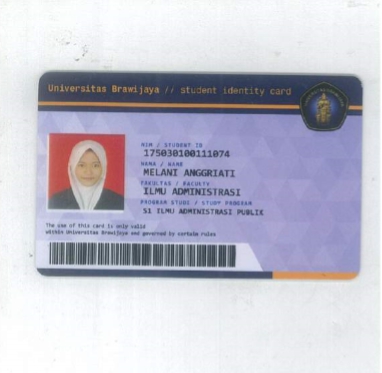 Universitas Brawijaya // student identity card
NIM / STUDENT ID
175030100111074
NAMA / NAME
MELANI ANGGRIATI
FAKULTAS / FACULTY
ILMU ADMINISTRASI
PROGRAM STUDI / STUDY PROGRAM
S1 ILMU ADMINISTRASI PUBLIK
The use of this card is only valid
within Universitas Brawijaya and governed by certain rules